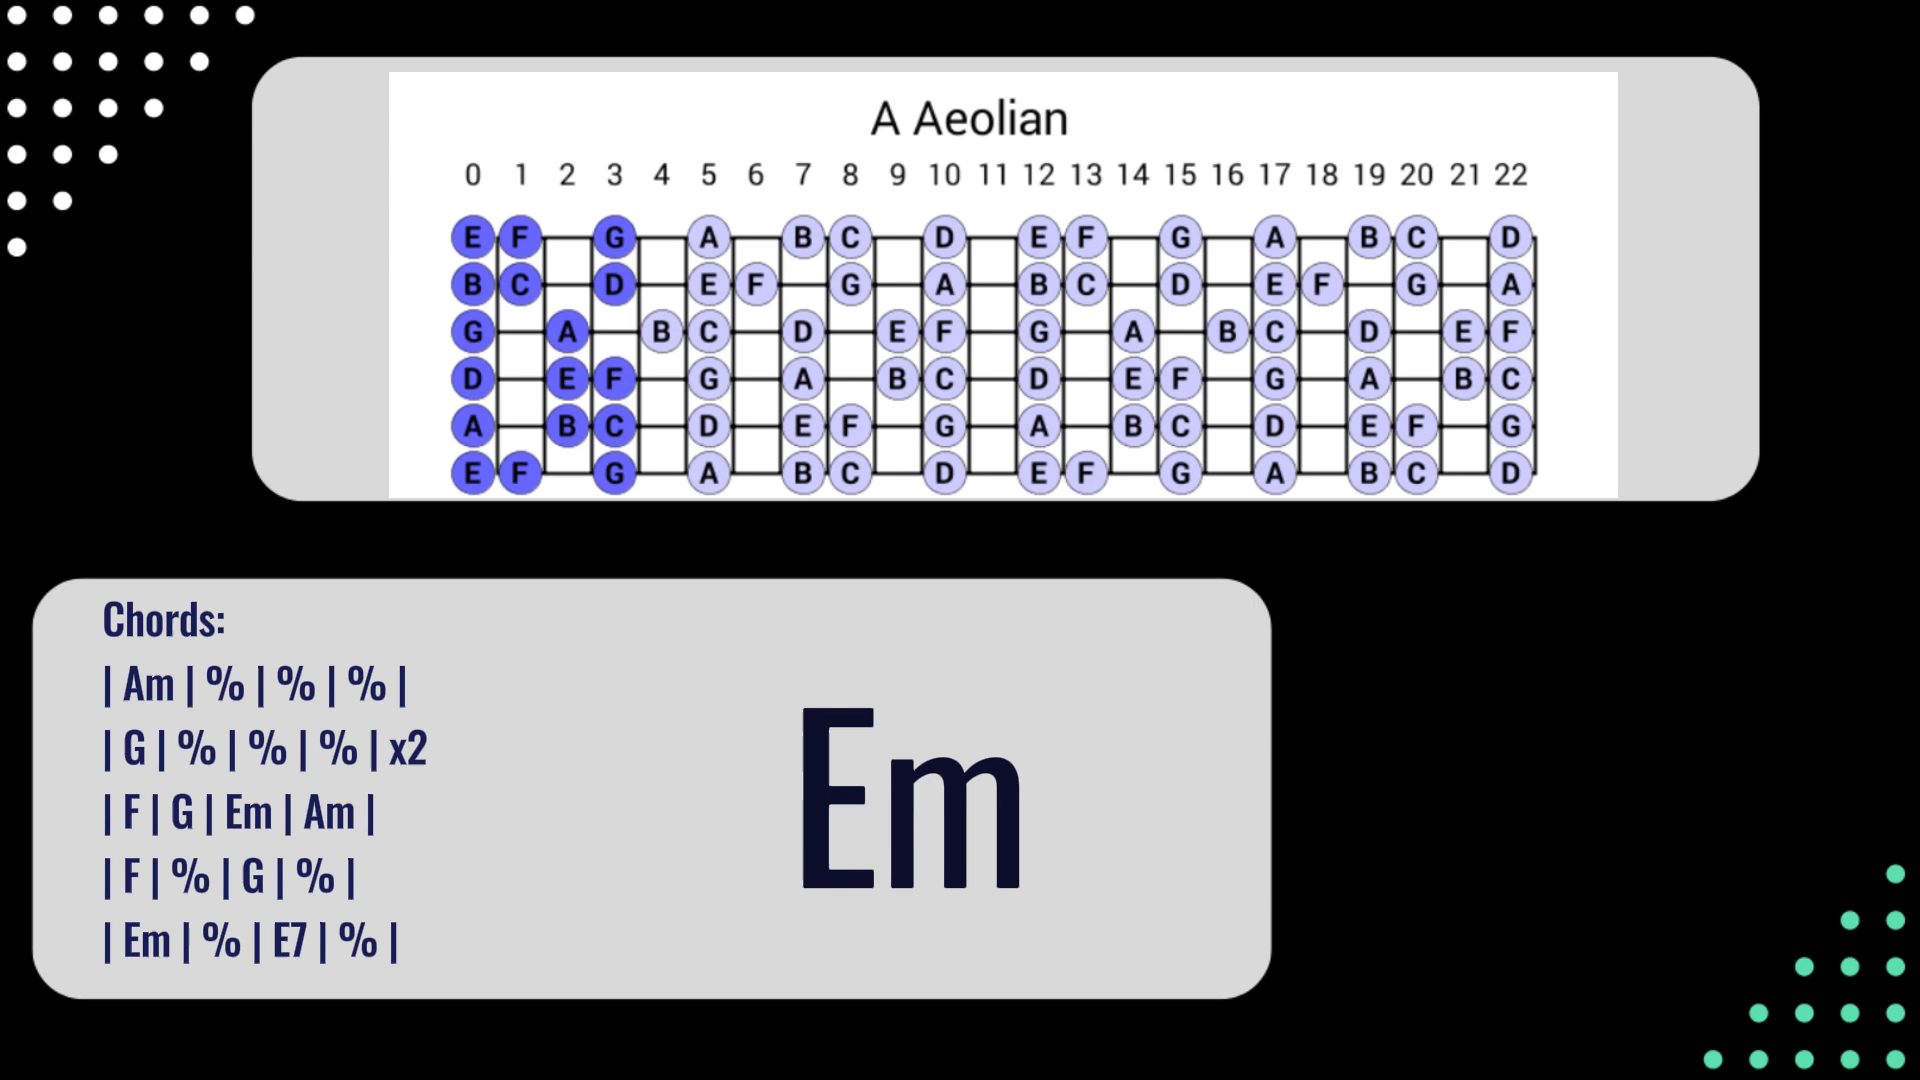 A Aeolian
0 1 2 3 4 5 6 7 8 9 10 11 12 13 14 15 16 17 18 19 20 21 22
E F G A B C D E F G A B C D
B C D E F G A B C D E F G A
G A B C D E F G A B C D E F
D E F G A B C D E F G A B C
A B C D E F G A B C D E F G
E F G A B C D E F G A B C D
Chords:
| Am | % | % | % |
| G | % | % | % | x2
| F | G | Em | Am |
| F | % | G | % |
| Em | % | E7 | % |
Em